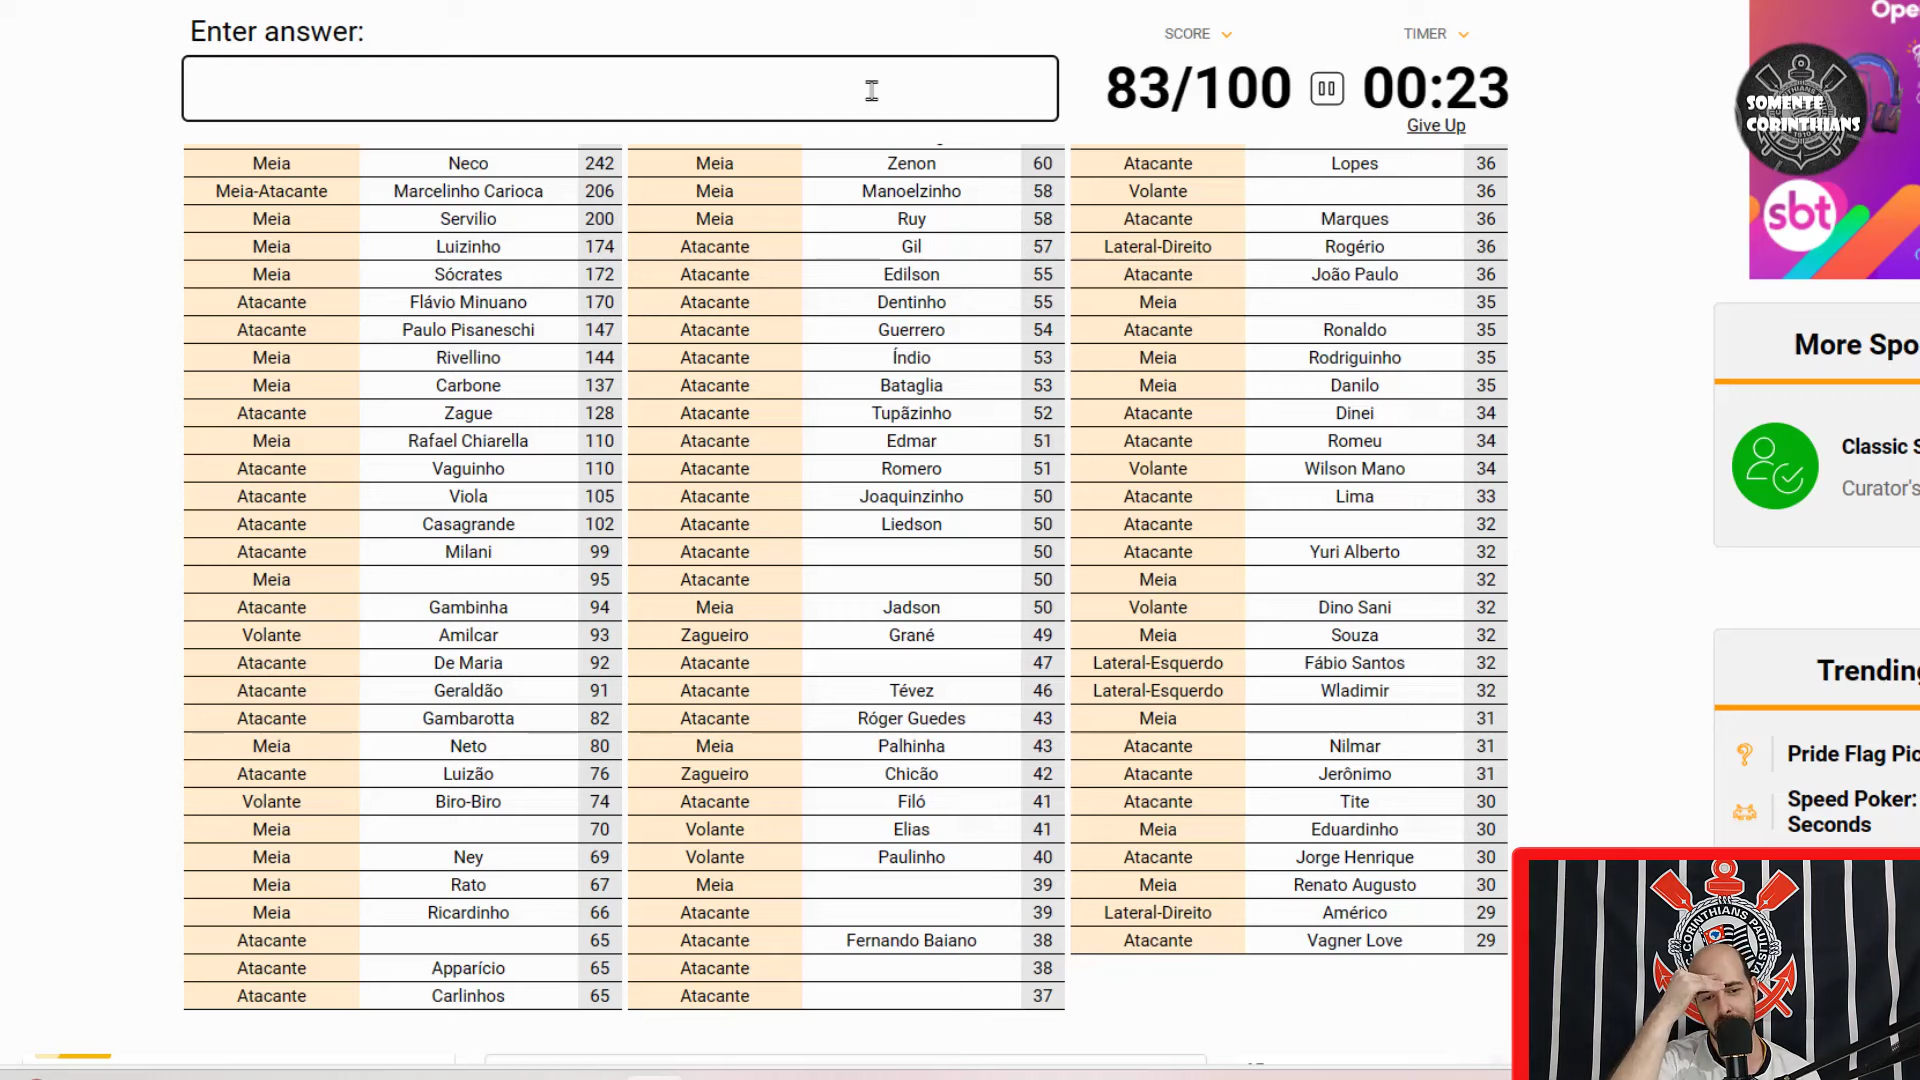 Enter answer:
SCORE
TIMER
83/100
00:23
Give Up
Ope
SOMENTE
CORINTHIANS
sbt
Meia Neco 242
Meia-Atacante Marcelinho Carioca 206
Meia Servilio 200
Meia Luizinho 174
Meia Sócrates 172
Atacante Flávio Minuano 170
Atacante Paulo Pisaneschi 147
Meia Rivellino 144
Meia Carbone 137
Atacante Zague 128
Meia Rafael Chiarella 110
Atacante Vaguinho 110
Atacante Viola 105
Atacante Casagrande 102
Atacante Milani 99
Meia 95
Atacante Gambinha 94
Volante Amilcar 93
Atacante De Maria 92
Atacante Geraldão 91
Atacante Gambarotta 82
Meia Neto 80
Atacante Luizão 76
Volante Biro-Biro 74
Meia 70
Meia Ney 69
Meia Rato 67
Meia Ricardinho 66
Atacante 65
Atacante Apparício 65
Atacante Carlinhos 65
Meia Zenon 60
Meia Manoelzinho 58
Meia Ruy 58
Atacante Gil 57
Atacante Edilson 55
Atacante Dentinho 55
Atacante Guerrero 54
Atacante Índio 53
Atacante Bataglia 53
Atacante Tupãzinho 52
Atacante Edmar 51
Atacante Romero 51
Atacante Joaquinzinho 50
Atacante Liedson 50
Atacante 50
Atacante 50
Meia Jadson 50
Zagueiro Grané 49
Atacante 47
Atacante Tévez 46
Atacante Róger Guedes 43
Meia Palhinha 43
Zagueiro Chicão 42
Atacante Filó 41
Volante Elias 41
Volante Paulinho 40
Meia 39
Atacante 39
Atacante Fernando Baiano 38
Atacante 38
Atacante 37
Atacante Lopes 36
Volante 36
Atacante Marques 36
Lateral-Direito Rogério 36
Atacante João Paulo 36
Meia 35
Atacante Ronaldo 35
Meia Rodriguinho 35
Meia Danilo 35
Atacante Dinei 34
Atacante Romeu 34
Volante Wilson Mano 34
Atacante Lima 33
Atacante 32
Atacante Yuri Alberto 32
Meia 32
Volante Dino Sani 32
Meia Souza 32
Lateral-Esquerdo Fábio Santos 32
Lateral-Esquerdo Wladimir 32
Meia 31
Atacante Nilmar 31
Atacante Jerônimo 31
Atacante Tite 30
Meia Eduardinho 30
Atacante Jorge Henrique 30
Meia Renato Augusto 30
Lateral-Direito Américo 29
Atacante Vagner Love 29
More Spo
Classic S
Curator's
Trending
Pride Flag Pic
Speed Poker:
Seconds
CORINTHIANS PAULISTA